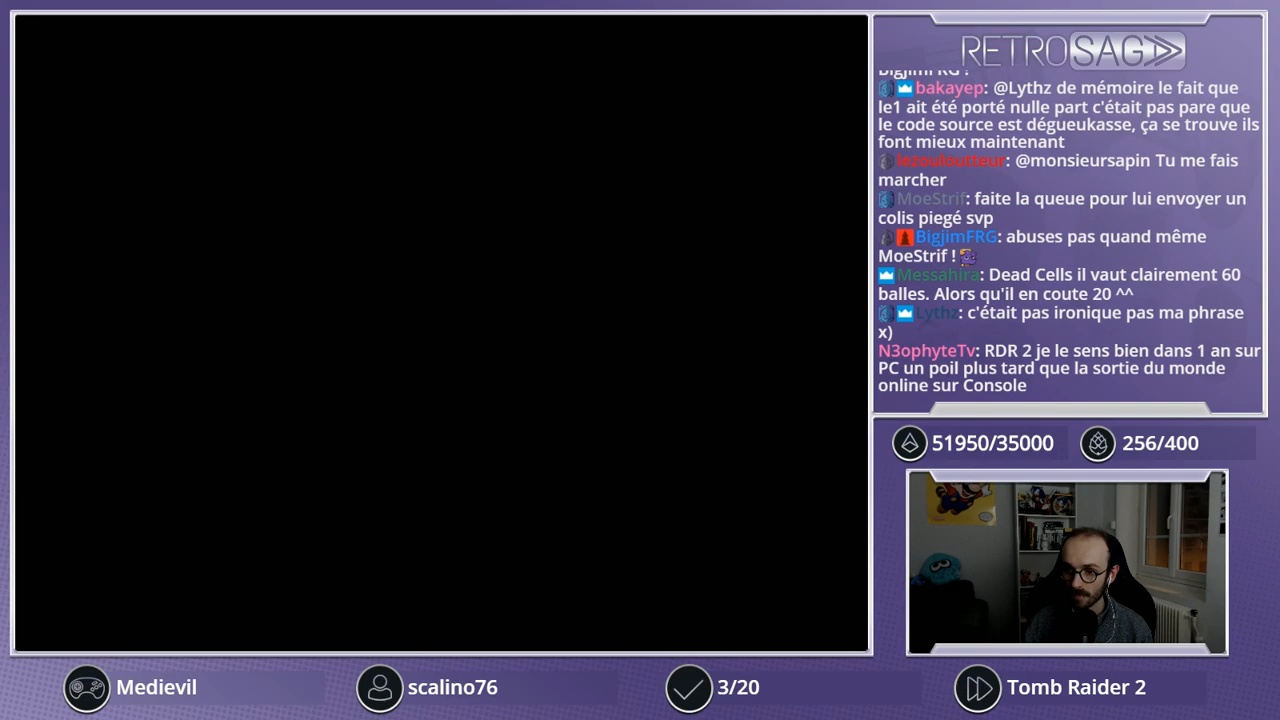 RETROSAG
BigjimFRG !
bakayep: @Lythz de mémoire le fait que
le1 ait été porté nulle part c'était pas pare que
le code source est dégueukasse, ça se trouve ils
font mieux maintenant
lezouloutteur: @monsieursapin Tu me fais
marcher
MoeStrif: faite la queue pour lui envoyer un
colis piegé svp
BigjimFRG: abuses pas quand même
MoeStrif !
Messahira: Dead Cells il vaut clairement 60
balles. Alors qu'il en coute 20 ^^
Lythz: c'était pas ironique pas ma phrase
x)
N3ophyteTv: RDR 2 je le sens bien dans 1 an sur
PC un poil plus tard que la sortie du monde
online sur Console
51950/35000
256/400
Medievil
scalino76
3/20
Tomb Raider 2